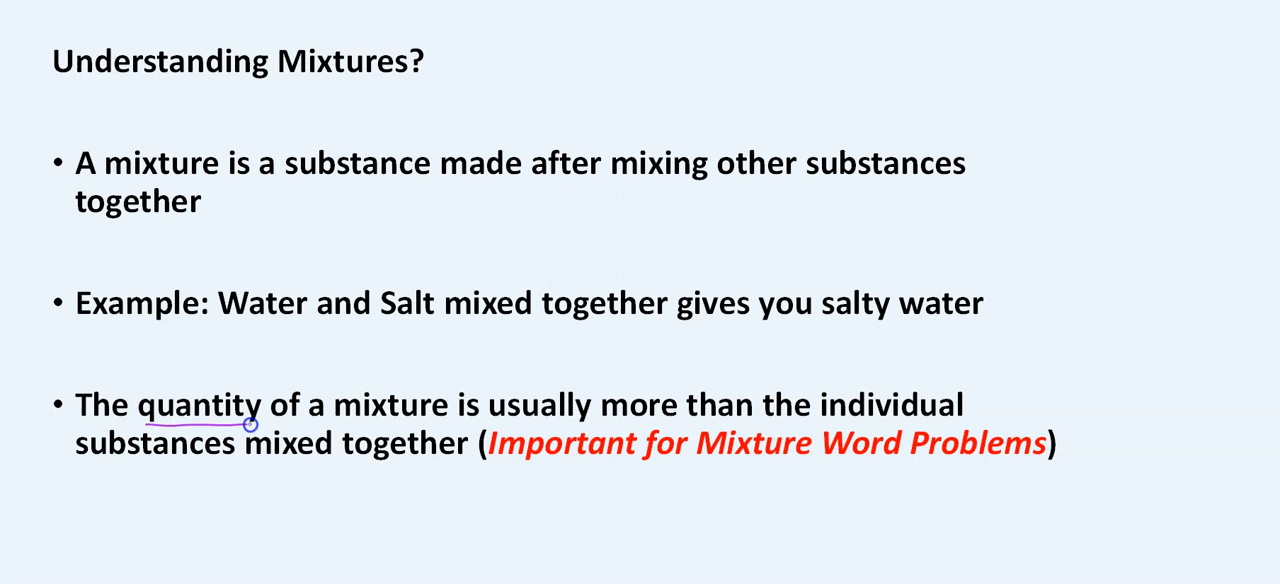 Understanding Mixtures?
• A mixture is a substance made after mixing other substances
together
• Example: Water and Salt mixed together gives you salty water
• The quantity of a mixture is usually more than the individual
substances mixed together (Important for Mixture Word Problems)